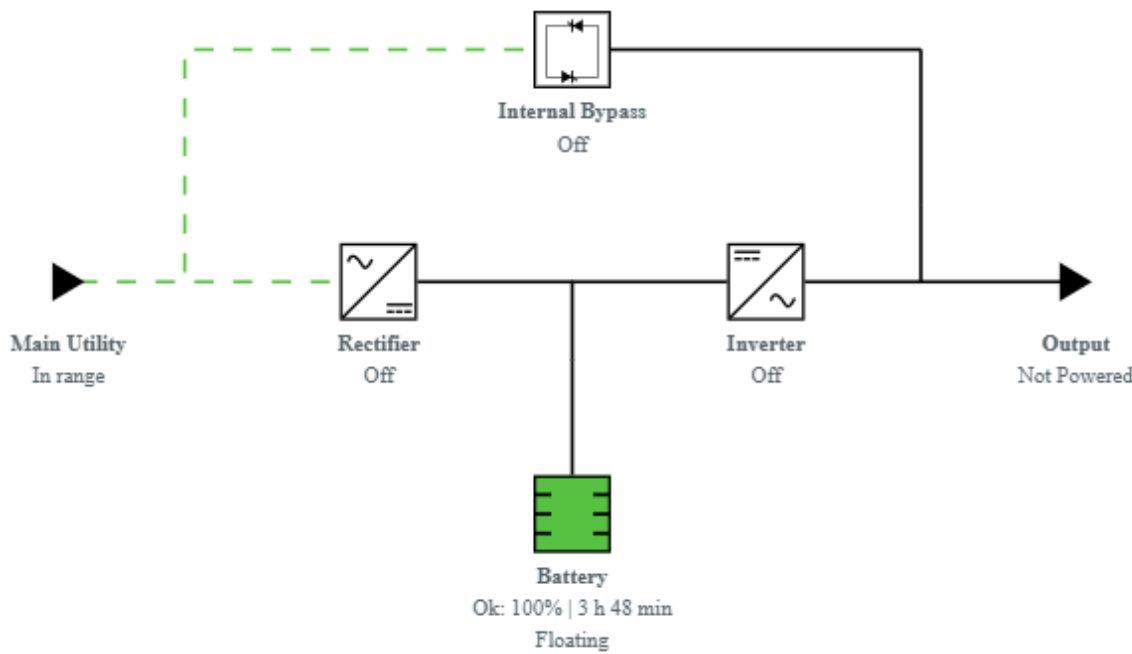 Internal Bypass
Off
Main Utility
In range
Rectifier
Off
Inverter
Off
Output
Not Powered
Battery
Ok: 100% | 3 h 48 min
Floating